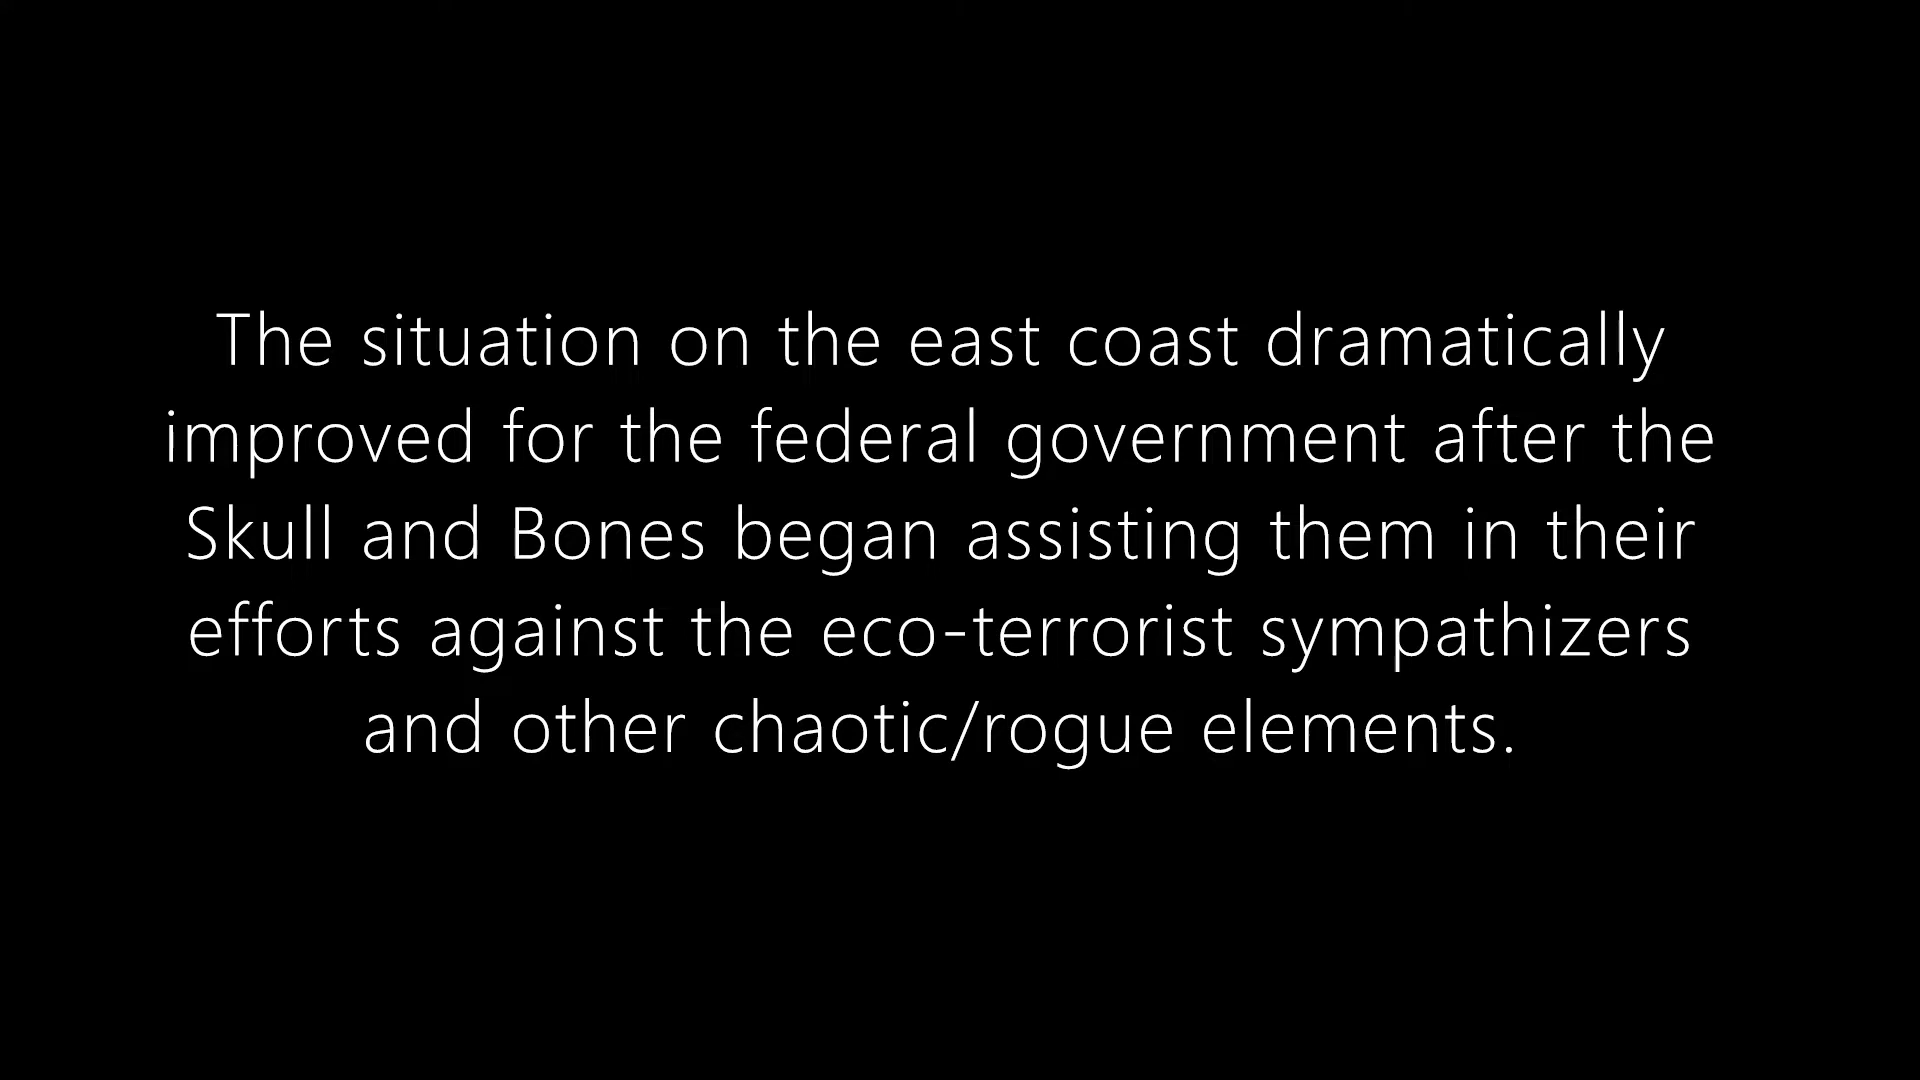 The situation on the east coast dramatically
improved for the federal government after the
Skull and Bones began assisting them in their
efforts against the eco-terrorist sympathizers
and other chaotic/rogue elements.